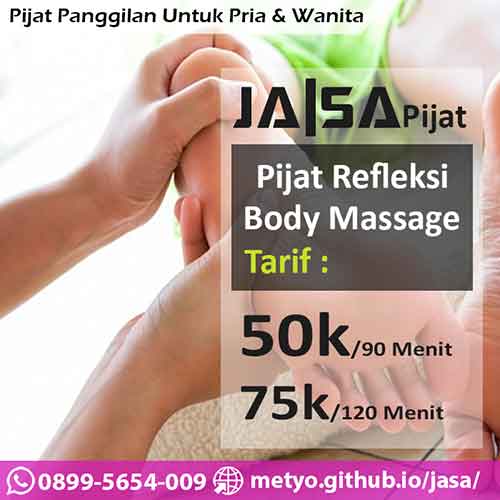 Pijat Panggilan Untuk Pria & Wanita
JA|SA Pijat
Pijat Refleksi
Body Massage
Tarif :
50k/90 Menit
75k/120 Menit
0899-5654-009 metyo.github.io/jasa/